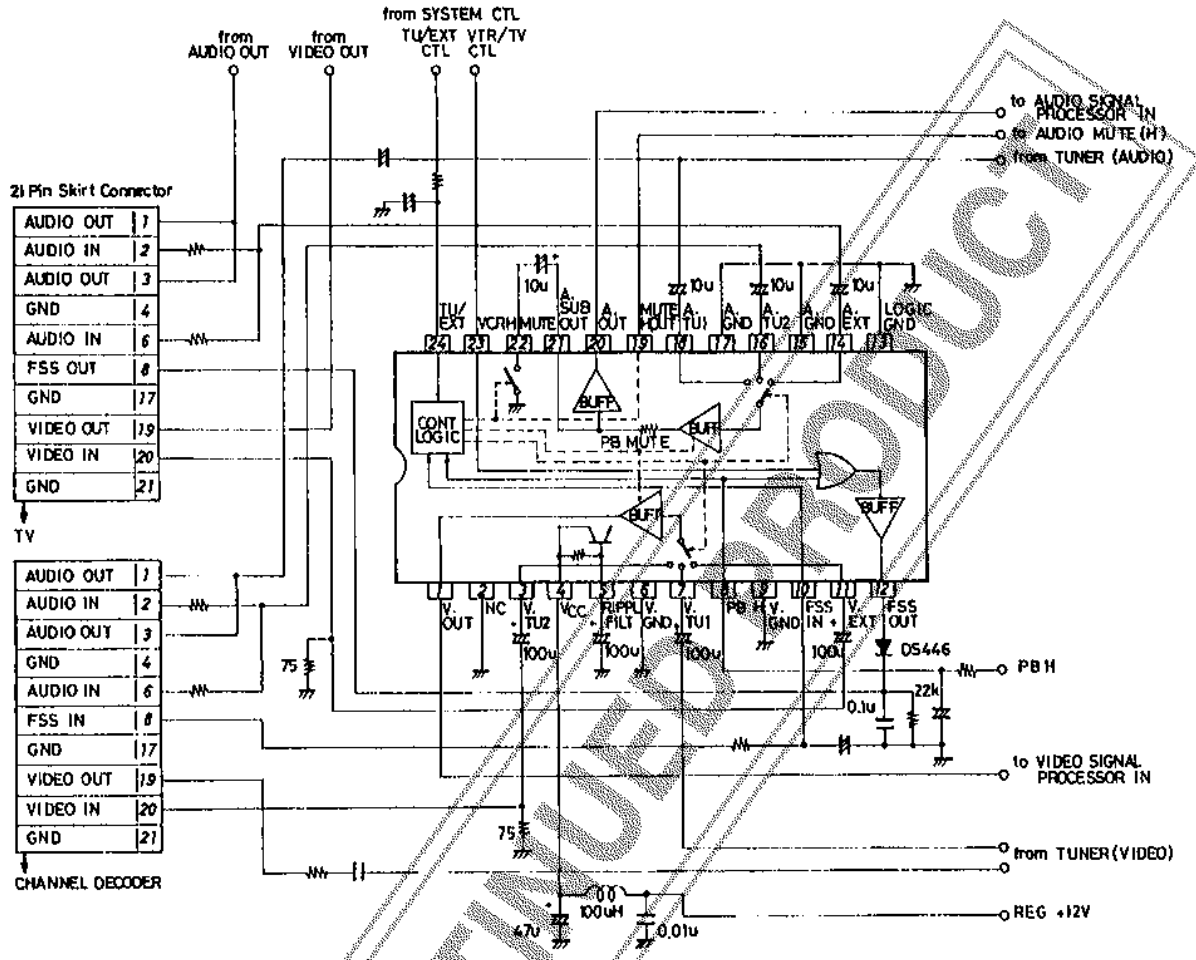 from SYSTEM CTL
from
AUDIO OUT
from
VIDEO OUT
TU/EXT
CTL
VTR/TV
CTL
to AUDIO SIGNAL
PROCESSOR IN
to AUDIO MUTE (H)
from TUNER (AUDIO)
21 Pin Skirt Connector
AUDIO OUT 1
AUDIO IN 2
AUDIO OUT 3
GND 4
AUDIO IN 6
FSS OUT 8
GND 17
VIDEO OUT 19
VIDEO IN 20
GND 21
TV
10u
10u
10u
10u
TU/
EXT
VCRH
MUTE
A.
SUB
OUT
A.
OUT
MUTE
HOUT
A.
TU1
A.
GND
A.
TU2
A.
GND
A.
EXT
LOGIC
GND
24 23 22 21 20 19 18 17 16 15 14 13
CONT
LOGIC
BUFF
BUFF
PB MUTE
BUFF
BUFF
1 2 3 4 5 6 7 8 9 10 11 12
V.
OUT
NC
V.
TU2
VCC
RIPPL
FILT
V.
GND
V.
TU1
PB H
V.
GND
FSS
IN
V.
EXT
FSS
OUT
100u
100u
100u
100u
DS446
22k
0.1u
PB H
75
AUDIO OUT 1
AUDIO IN 2
AUDIO OUT 3
GND 4
AUDIO IN 6
FSS IN 8
GND 17
VIDEO OUT 19
VIDEO IN 20
GND 21
CHANNEL DECODER
75
to VIDEO SIGNAL
PROCESSOR IN
from TUNER (VIDEO)
100uH
47u
0.01u
REG +12V
TINUED PRODUCT